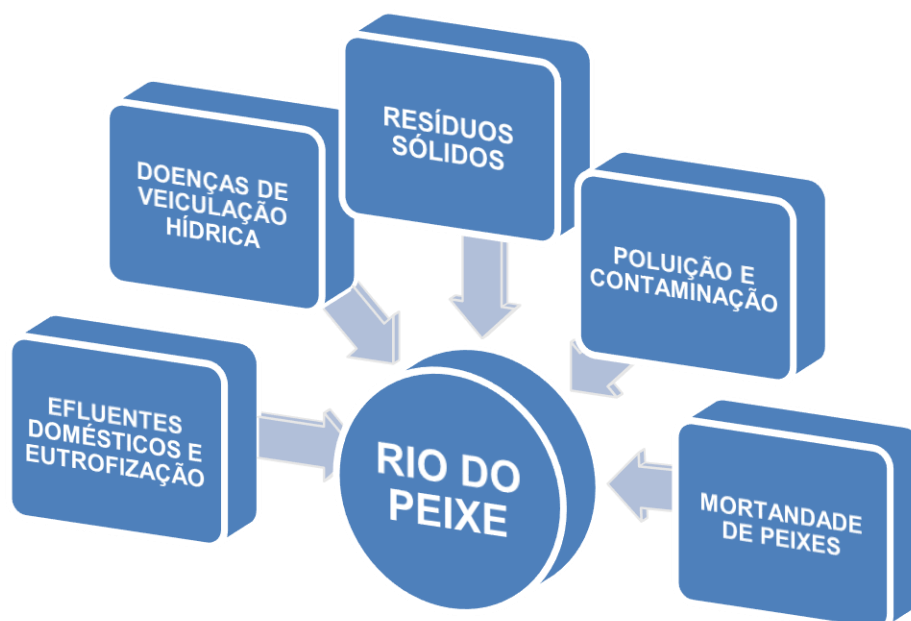 RESÍDUOS
SÓLIDOS
DOENÇAS DE
VEICULAÇÃO
HÍDRICA
POLUIÇÃO E
CONTAMINAÇÃO
EFLUENTES
DOMÉSTICOS E
EUTROFIZAÇÃO
RIO DO
PEIXE
MORTANDADE
DE PEIXES